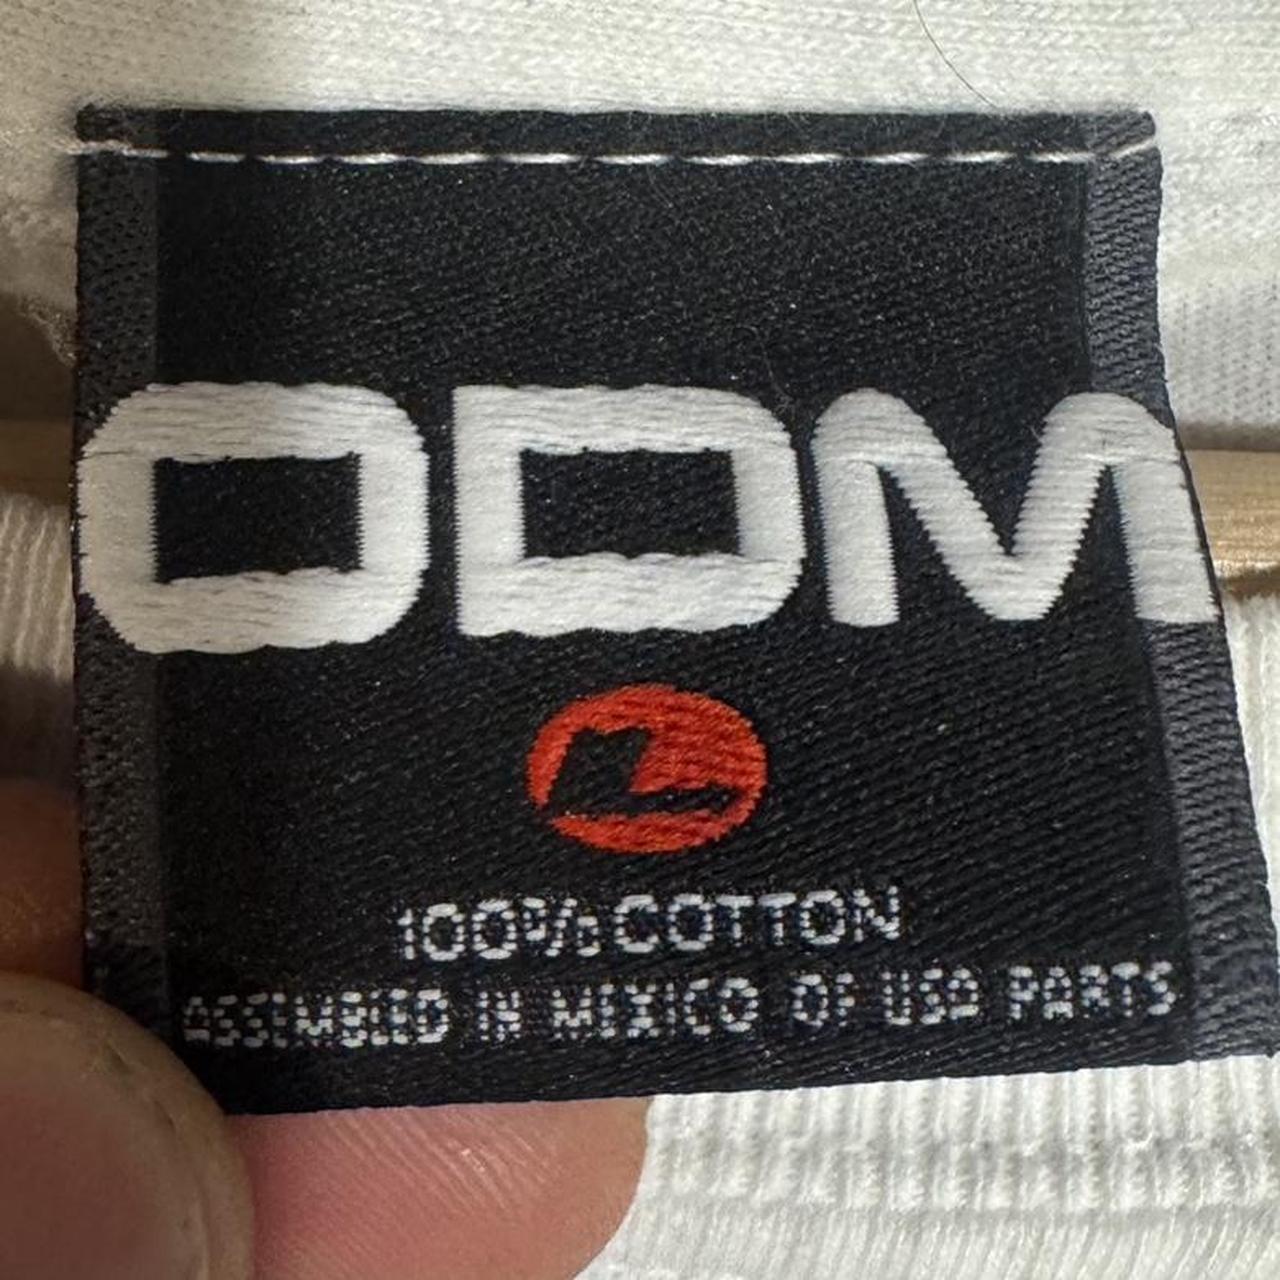 ODM
L
100% COTTON
ASSEMBLED IN MEXICO OF USA PARTS